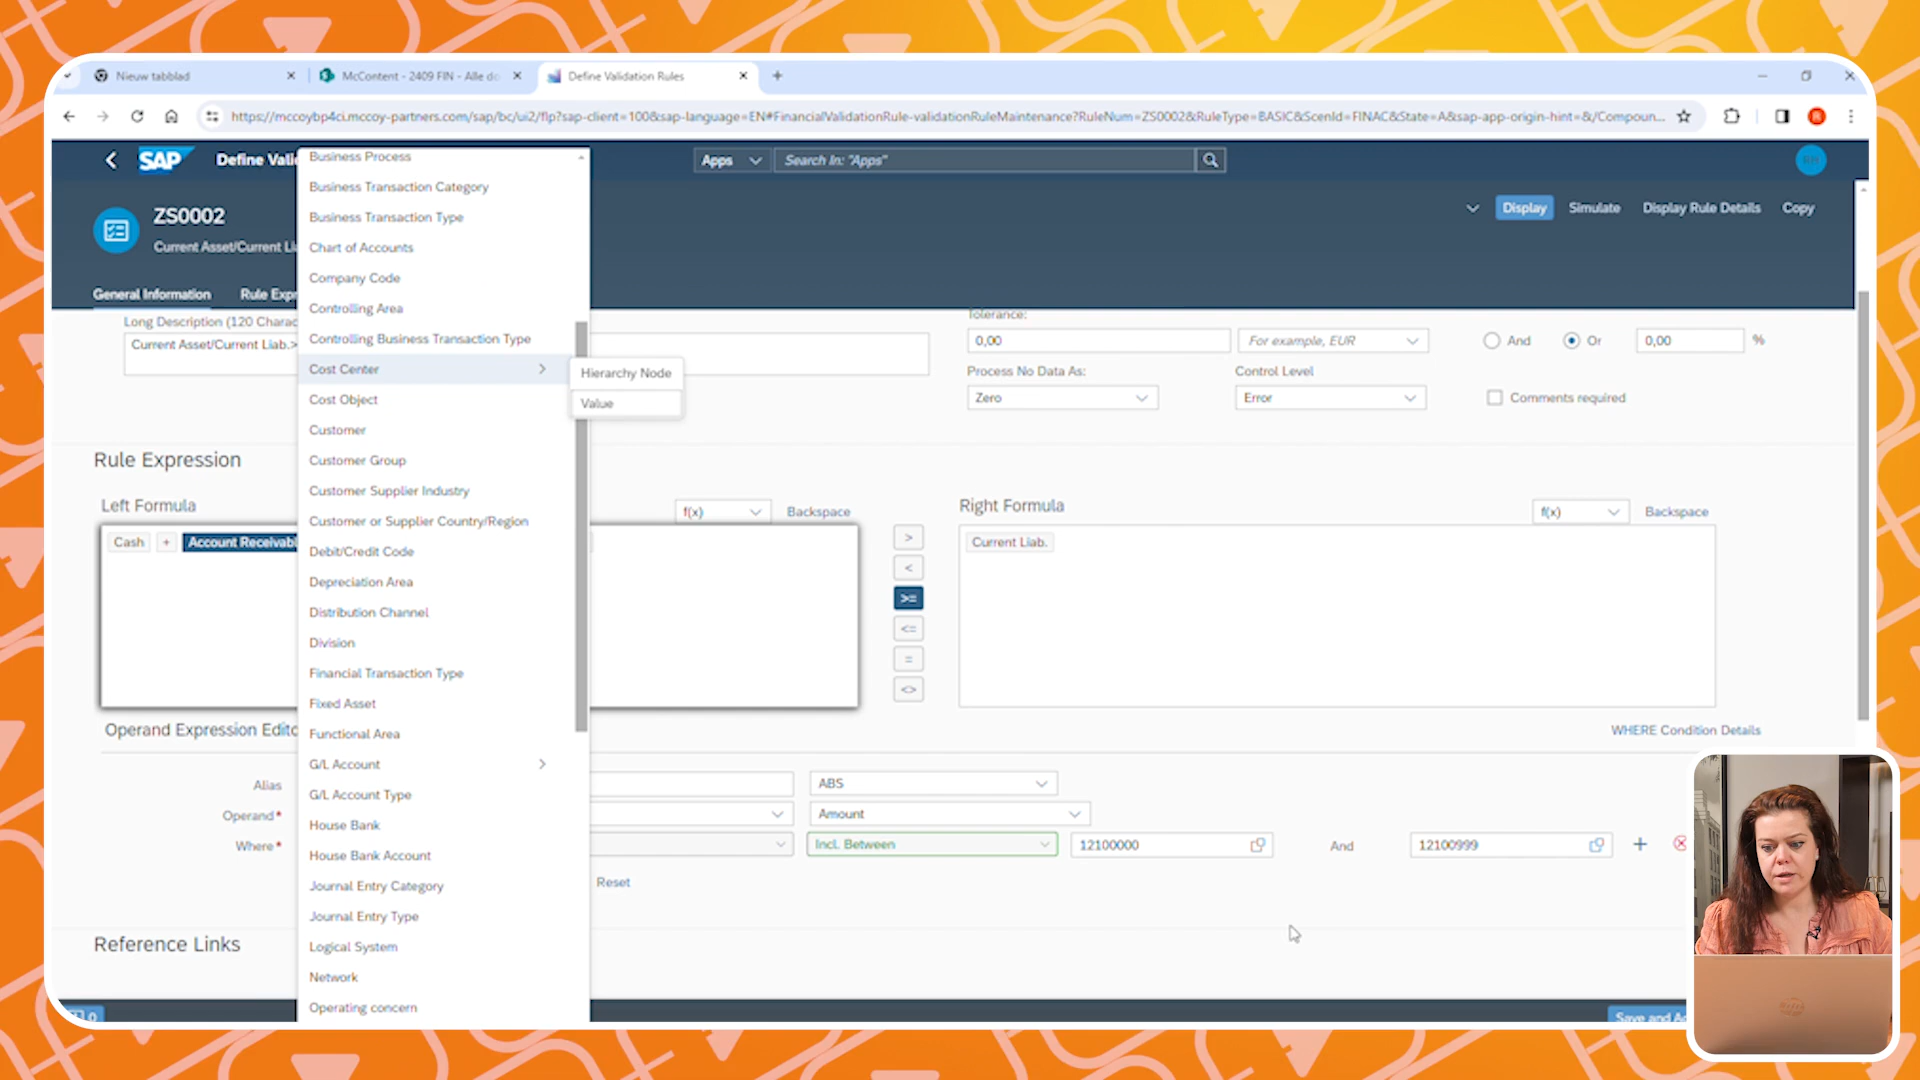 Nieuw tabblad
McContent - 2409 FIN - Alle do
Define Validation Rules
https://mccoybp4ci.mccoy-partners.com/sap/bc/ui2/flp?sap-client=100&sap-language=EN#FinancialValidationRule-validationRuleMaintenance?RuleNum=ZS0002&RuleType=BASIC&ScenId=FINAC&State=A&sap-app-origin-hint=&/Compoun...
SAP
Define Vali
Apps
Search In: "Apps"
ZS0002
Current Asset/Current Li
Display
Simulate
Display Rule Details
Copy
General Information
Rule Expr
Business Process
Business Transaction Category
Business Transaction Type
Chart of Accounts
Company Code
Controlling Area
Controlling Business Transaction Type
Cost Center
Hierarchy Node
Value
Cost Object
Customer
Customer Group
Customer Supplier Industry
Customer or Supplier Country/Region
Debit/Credit Code
Depreciation Area
Distribution Channel
Division
Financial Transaction Type
Fixed Asset
Functional Area
G/L Account
G/L Account Type
House Bank
House Bank Account
Journal Entry Category
Journal Entry Type
Logical System
Network
Operating concern
Long Description (120 Charac
Current Asset/Current Liab.>
Tolerance:
0,00
For example, EUR
And
Or
0,00
%
Process No Data As:
Control Level
Zero
Error
Comments required
Rule Expression
Left Formula
f(x)
Backspace
Right Formula
f(x)
Backspace
Cash
+
Account Receivabl
>
<
>=
<=
=
<>
Current Liab.
Operand Expression Edito
WHERE Condition Details
Alias
ABS
Operand*
Amount
Where*
Incl. Between
12100000
And
12100999
+
Reset
Reference Links
0